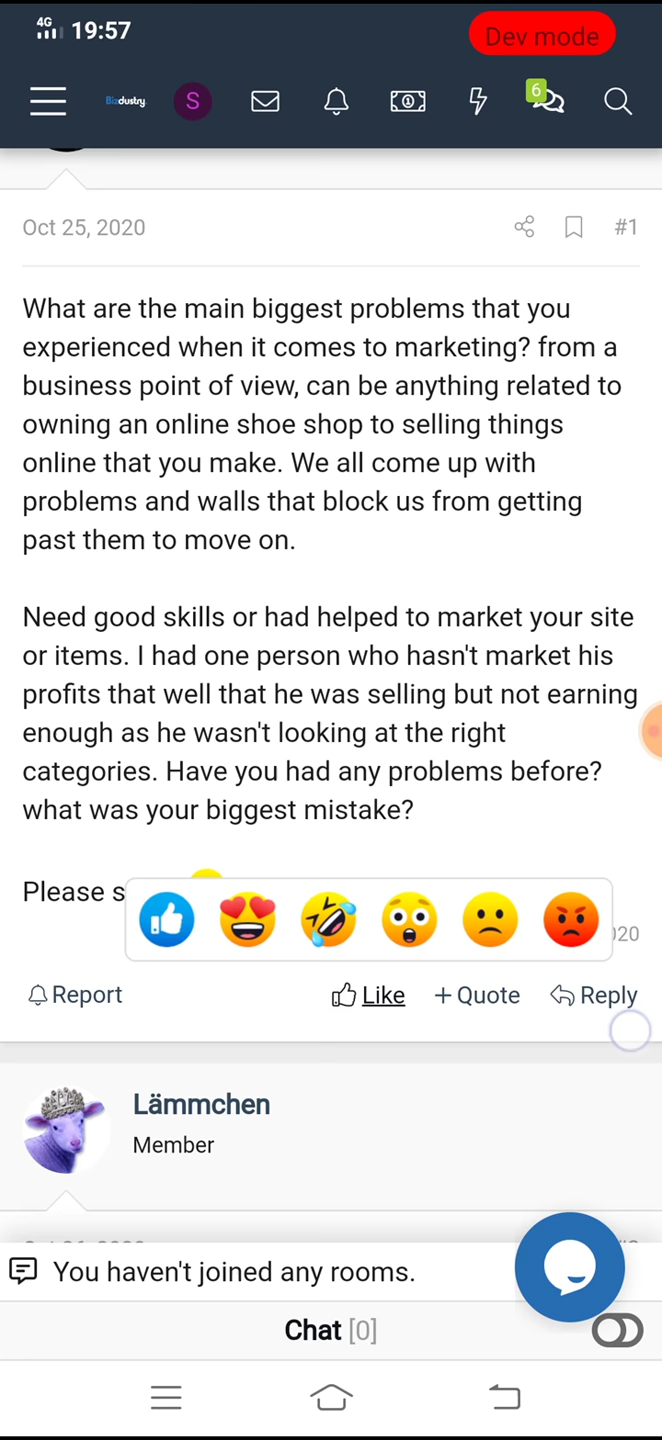 4G 19:57
Dev mode
Bizdustry S 6
Oct 25, 2020 #1
What are the main biggest problems that you
experienced when it comes to marketing? from a
business point of view, can be anything related to
owning an online shoe shop to selling things
online that you make. We all come up with
problems and walls that block us from getting
past them to move on.
Need good skills or had helped to market your site
or items. I had one person who hasn't market his
profits that well that he was selling but not earning
enough as he wasn't looking at the right
categories. Have you had any problems before?
what was your biggest mistake?
Please s
020
Report Like + Quote Reply
Lämmchen
Member
You haven't joined any rooms.
Chat [0]